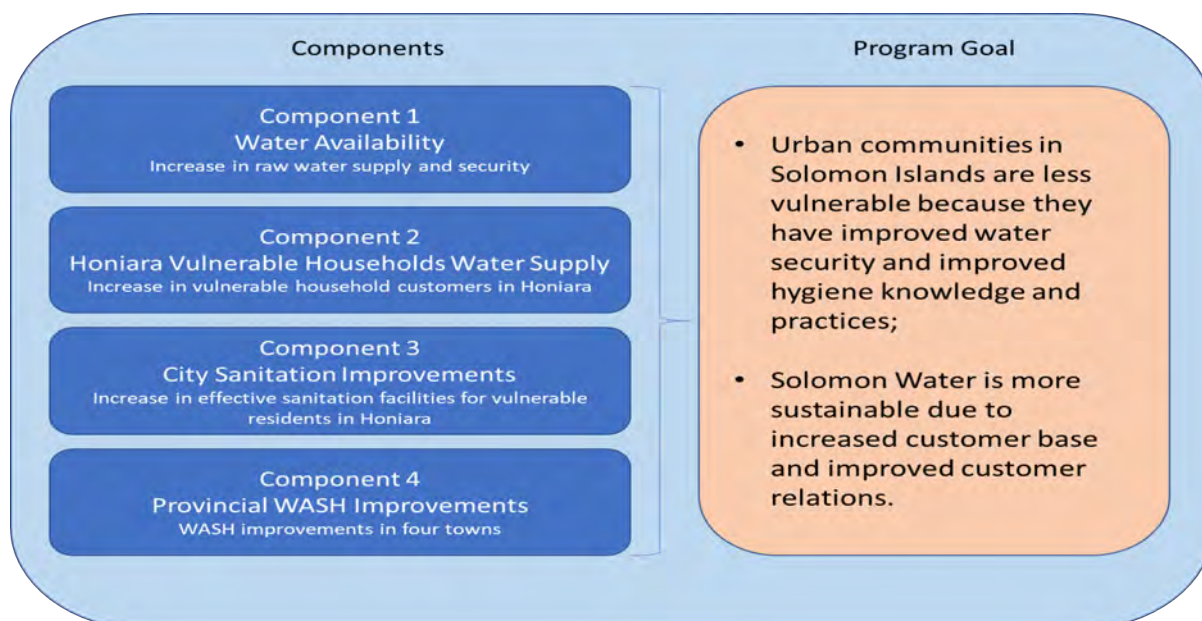 Components
Component 1
Water Availability
Increase in raw water supply and security
Component 2
Honiara Vulnerable Households Water Supply
Increase in vulnerable household customers in Honiara
Component 3
City Sanitation Improvements
Increase in effective sanitation facilities for vulnerable
residents in Honiara
Component 4
Provincial WASH Improvements
WASH improvements in four towns
Program Goal
• Urban communities in
Solomon Islands are less
vulnerable because they
have improved water
security and improved
hygiene knowledge and
practices;
• Solomon Water is more
sustainable due to
increased customer base
and improved customer
relations.